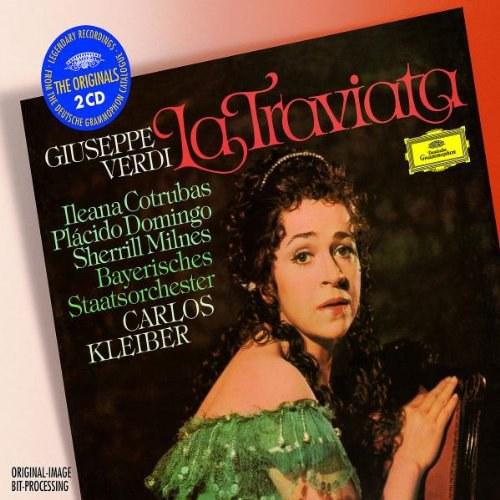 LEGENDARY RECORDINGS
FROM THE DEUTSCHE GRAMMOPHON CATALOGUE
THE ORIGINALS
2 CD
GIUSEPPE
VERDI
La Traviata
Deutsche
Grammophon
Ileana Cotrubas
Plácido Domingo
Sherrill Milnes
Bayerisches
Staatsorchester
CARLOS
KLEIBER
ORIGINAL-IMAGE
BIT-PROCESSING